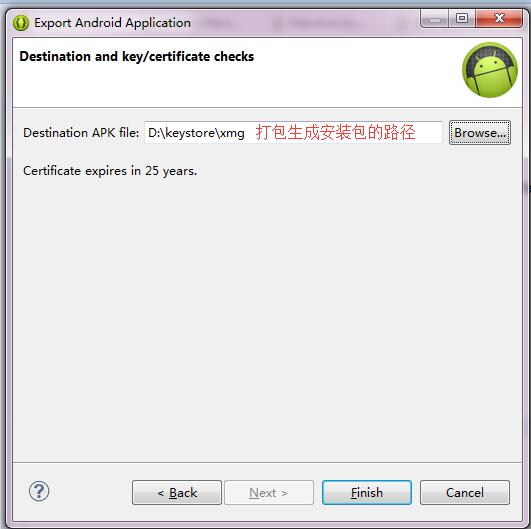 Export Android Application
Destination and key/certificate checks
Destination APK file: D:\keystore\xmg 打包生成安装包的路径 Browse...
Certificate expires in 25 years.
? < Back Next > Finish Cancel